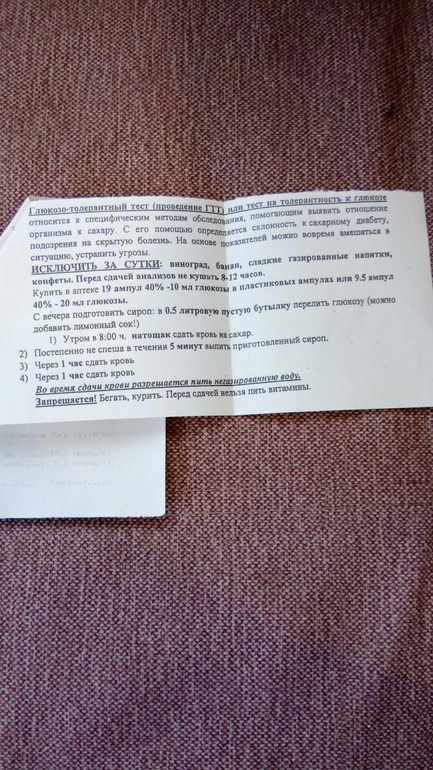 Глюкозо-толерантный тест (проведение ГТТ) или тест на толерантность к глюкозе
относится к специфическим методам обследования, помогающим выявить отношение
организма к сахару. С его помощью определяется склонность к сахарному диабету,
подозрения на скрытую болезнь. На основе показателей можно вовремя вмешаться в
ситуацию, устранить угрозы.
ИСКЛЮЧИТЬ ЗА СУТКИ: виноград, банан, сладкие газированные напитки,
конфеты. Перед сдачей анализов не кушать 8-12 часов.
Купить в аптеке 19 ампул 40% -10 мл глюкозы в пластиковых ампулах или 9.5 ампул
40% - 20 мл глюкозы.
С вечера подготовить сироп: в 0.5 литровую пустую бутылку перелить глюкозу (можно
добавить лимонный сок!)
1) Утром в 8:00 ч. натощак сдать кровь на сахар.
2) Постепенно не спеша в течении 5 минут выпить приготовленный сироп.
3) Через 1 час сдать кровь
4) Через 1 час сдать кровь
Во время сдачи крови разрешается пить негазированную воду.
Запрещается! Бегать, курить. Перед сдачей нельзя пить витамины.